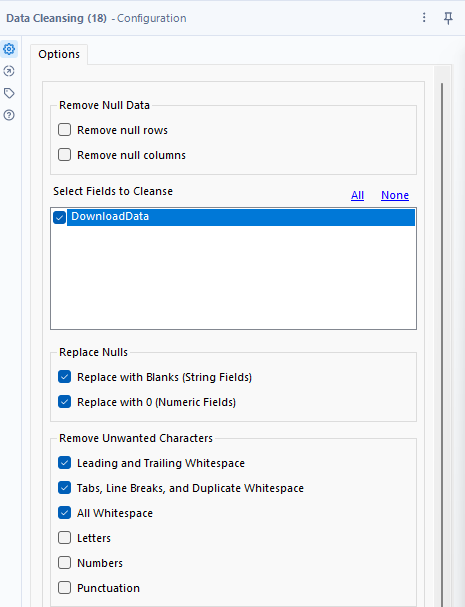 Data Cleansing (18) - Configuration
Options
Remove Null Data
Remove null rows
Remove null columns
Select Fields to Cleanse All None
DownloadData
Replace Nulls
Replace with Blanks (String Fields)
Replace with 0 (Numeric Fields)
Remove Unwanted Characters
Leading and Trailing Whitespace
Tabs, Line Breaks, and Duplicate Whitespace
All Whitespace
Letters
Numbers
Punctuation